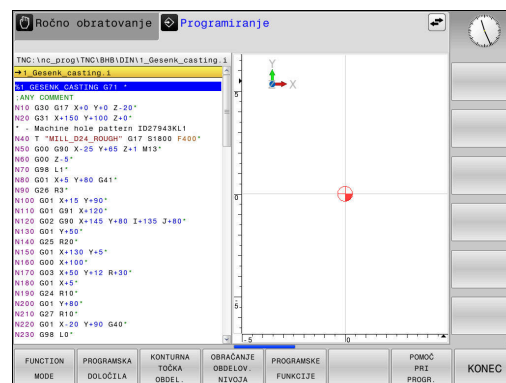 Ročno obratovanje
Programiranje
TNC:\nc_prog\TNC\BHB\DIN\1_Gesenk_casting.i
→1_Gesenk_casting.i
%1_GESENK_CASTING G71 *
;ANY COMMENT
N10 G30 G17 X+0 Y+0 Z-20*
N20 G31 X+150 Y+100 Z+0*
* - Machine hole pattern ID27943KL1
N40 T "MILL_D24_ROUGH" G17 S1800 F400*
N50 G00 G90 X-25 Y+65 Z+1 M13*
N60 G00 Z-5*
N70 G98 L1*
N80 G01 X+5 Y+80 G41*
N90 G26 R3*
N100 G01 X+15 Y+90*
N110 G01 G91 X+120*
N120 G02 G90 X+145 Y+80 I+135 J+80*
N130 G01 Y+50*
N140 G25 R20*
N150 G01 X+130 Y+5*
N160 G00 X+100*
N170 G03 X+50 Y+12 R+30*
N180 G01 X+5*
N190 G24 R10*
N200 G01 Y+80*
N210 G27 R10*
N220 G01 X-20 Y+90 G40*
N230 G98 L0*
Y
X
5
0
5
-5
0
FUNCTION MODE
PROGRAMSKA DOLOČILA
KONTURNA TOČKA OBDEL.
OBRAČANJE OBDELOV. NIVOJA
PROGRAMSKE FUNKCIJE
POMOČ PRI PROGR.
KONEC